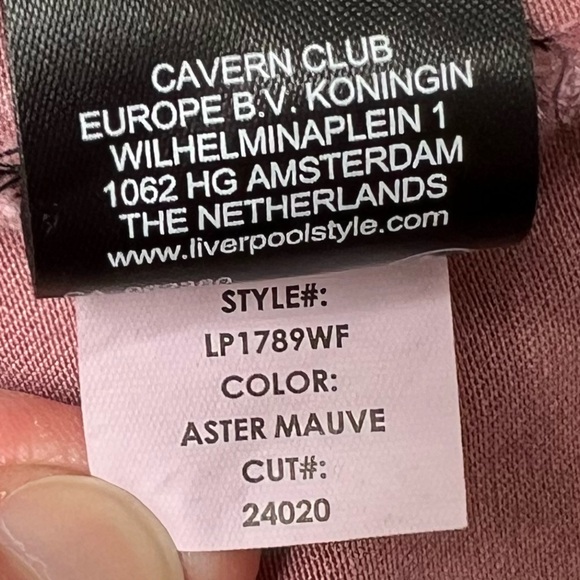 CAVERN CLUB
EUROPE B.V. KONINGIN
WILHELMINAPLEIN 1
1062 HG AMSTERDAM
THE NETHERLANDS
www.liverpoolstyle.com
STYLE#:
LP1789WF
COLOR:
ASTER MAUVE
CUT#:
24020